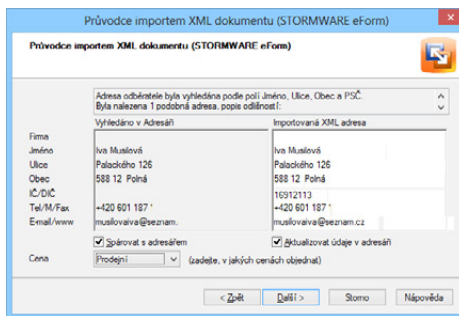 Průvodce importem XML dokumentu (STORMWARE eForm)
Průvodce importem XML dokumentu (STORMWARE eForm)
Adresa odběratele byla vyhledána podle polí Jméno, Ulice, Obec a PSČ.
Byla nalezena 1 podobná adresa, popis odlišností:
Vyhledáno v Adresáři Importovaná XML adresa
Firma
Jméno Iva Musilová Iva Musilová
Ulice Palackého 126 Palackého 126
Obec 588 12 Polná 588 12 Polná
IČ/DIČ 16912113
Tel/M/Fax +420 601 187 +420 601 187
E-mail/www musilovaiva@seznam. musilovaiva@seznam.cz
Spárovat s adresářem Aktualizovat údaje v adresáři
Cena Prodejní (zadejte, v jakých cenách objednat)
< Zpět Další > Storno Nápověda